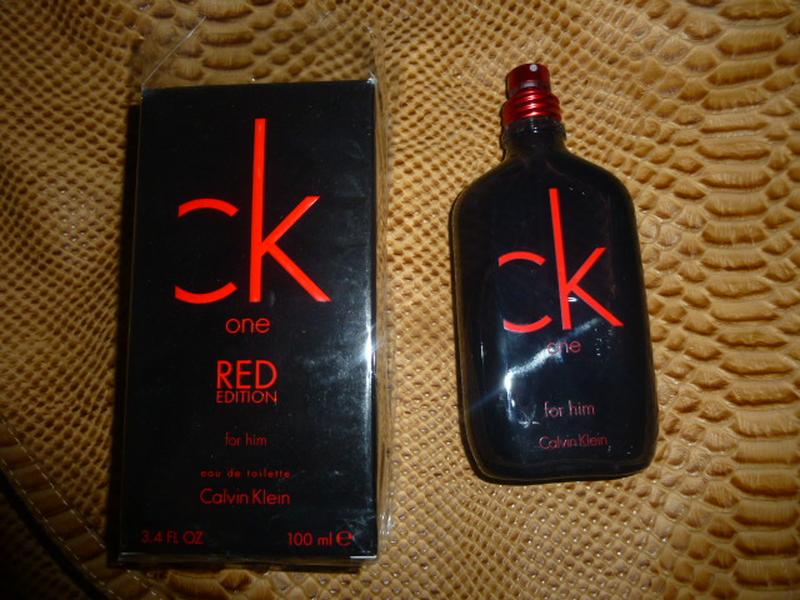 ck
one
RED
EDITION
for him
eau de toilette
Calvin Klein
3.4 FL OZ 100 ml ℮
ck
one
for him
Calvin Klein